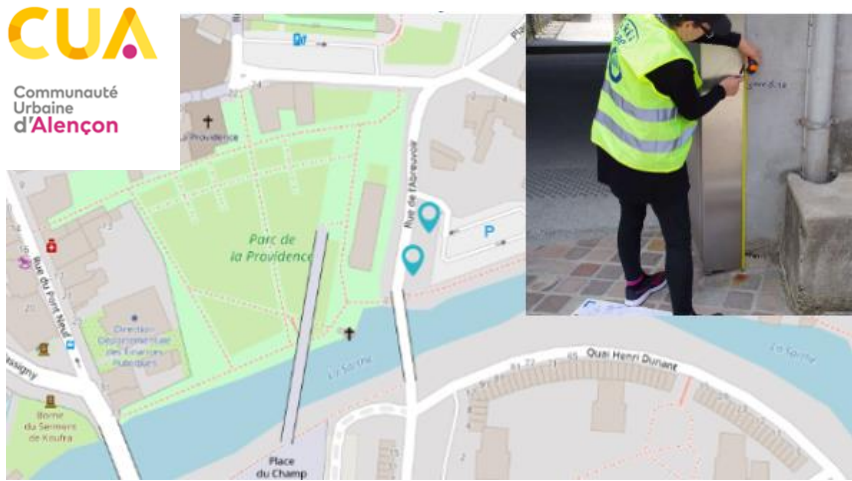 CUA
Communauté
Urbaine
d'Alençon
Parc de
la Providence
Rue de l'Abreuvoir
P
Rue du Pont Neuf
Direction
Départementale
des Finances
Publiques
Borne
du Serment
de Koufra
La Sarthe
La Sarthe
Quai Henri Dunant
Place
du Champ